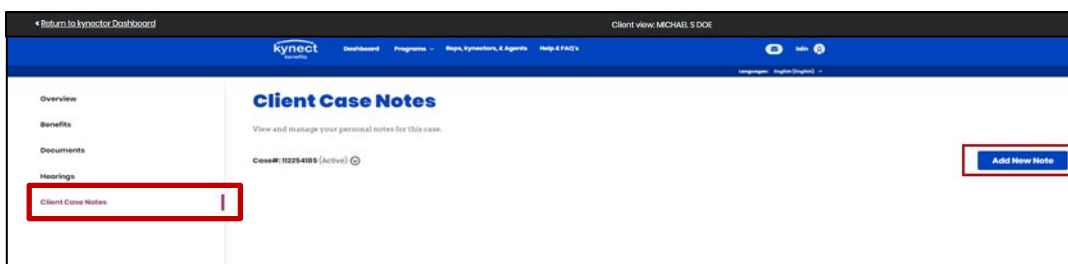 Return to kynector Dashboard
Client view: MICHAEL S DOE
kynect
benefits
Dashboard Programs Reps, kynectors, & Agents Help & FAQ's
Languages: English (English)
Overview
Benefits
Documents
Hearings
Client Case Notes
Client Case Notes
View and manage your personal notes for this case.
Case#: 112254185 (Active)
Add New Note